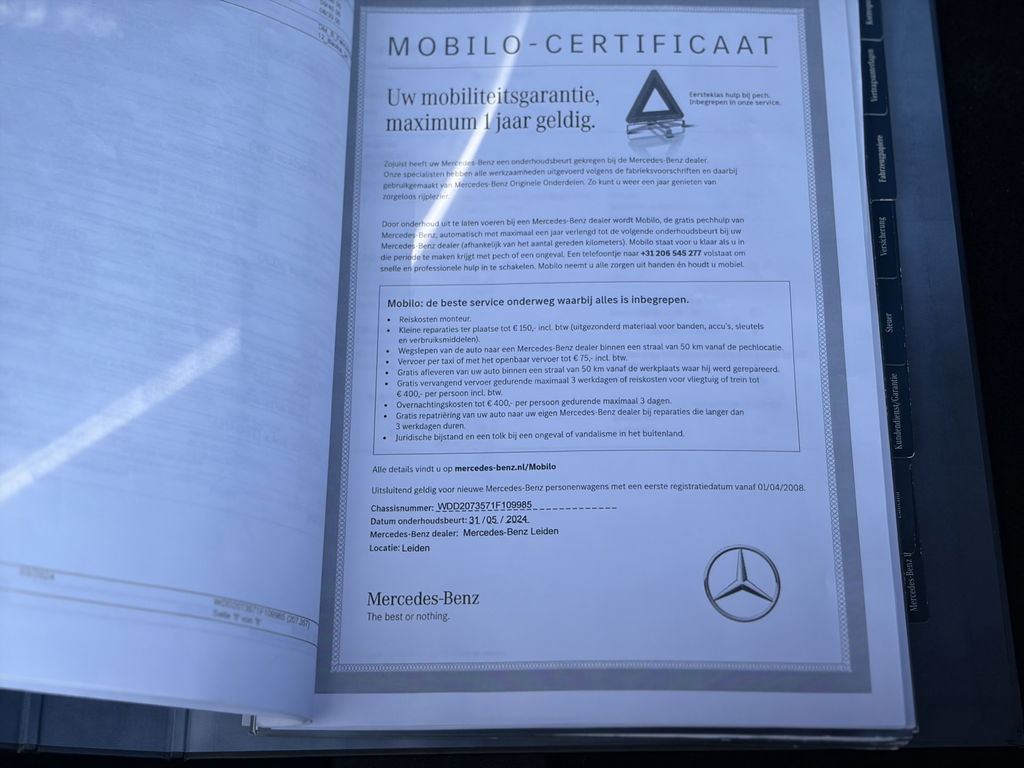 MOBILO-CERTIFICAAT
Uw mobiliteitsgarantie,
maximum 1 jaar geldig.
Eersteklas hulp bij pech.
Inbegrepen in onze service.
Zojuist heeft uw Mercedes-Benz een onderhoudsbeurt gekregen bij de Mercedes-Benz dealer.
Onze specialisten hebben alle werkzaamheden uitgevoerd volgens de fabrieksvoorschriften en daarbij
gebruikgemaakt van Mercedes-Benz Originele Onderdelen. Zo kunt u weer een jaar genieten van
zorgeloos rijplezier.
Door onderhoud uit te laten voeren bij een Mercedes-Benz dealer wordt Mobilo, de gratis pechhulp van
Mercedes-Benz, automatisch met maximaal een jaar verlengd tot de volgende onderhoudsbeurt bij uw
Mercedes-Benz dealer (afhankelijk van het aantal gereden kilometers). Mobilo staat voor u klaar als u in
die periode te maken krijgt met pech of een ongeval. Een telefoontje naar +31 206 545 277 volstaat om
snelle en professionele hulp in te schakelen. Mobilo neemt u alle zorgen uit handen én houdt u mobiel.
Mobilo: de beste service onderweg waarbij alles is inbegrepen.
• Reiskosten monteur.
• Kleine reparaties ter plaatse tot € 150,- incl. btw (uitgezonderd materiaal voor banden, accu's, sleutels
en verbruiksmiddelen).
• Wegslepen van de auto naar een Mercedes-Benz dealer binnen een straal van 50 km vanaf de pechlocatie.
• Vervoer per taxi of met het openbaar vervoer tot € 75,- incl. btw.
• Gratis afleveren van uw auto binnen een straal van 50 km vanaf de werkplaats waar hij werd gerepareerd.
• Gratis vervangend vervoer gedurende maximaal 3 werkdagen of reiskosten voor vliegtuig of trein tot
€ 400,- per persoon incl. btw.
• Overnachtingskosten tot € 400,- per persoon gedurende maximaal 3 dagen.
• Gratis repatriëring van uw auto naar uw eigen Mercedes-Benz dealer bij reparaties die langer dan
3 werkdagen duren.
• Juridische bijstand en een tolk bij een ongeval of vandalisme in het buitenland.
Alle details vindt u op mercedes-benz.nl/Mobilo
Uitsluitend geldig voor nieuwe Mercedes-Benz personenwagens met een eerste registratiedatum vanaf 01/04/2008.
Chassisnummer: WDD2073571F109985
Datum onderhoudsbeurt: 31 / 05 / 2024
Mercedes-Benz dealer: Mercedes-Benz Leiden
Locatie: Leiden
Mercedes-Benz
The best or nothing.
Vertragsunterlagen
Fahrzeugpapiere
Versicherung
Steuer
Kundendienst/Garantie
Mercedes-Benz